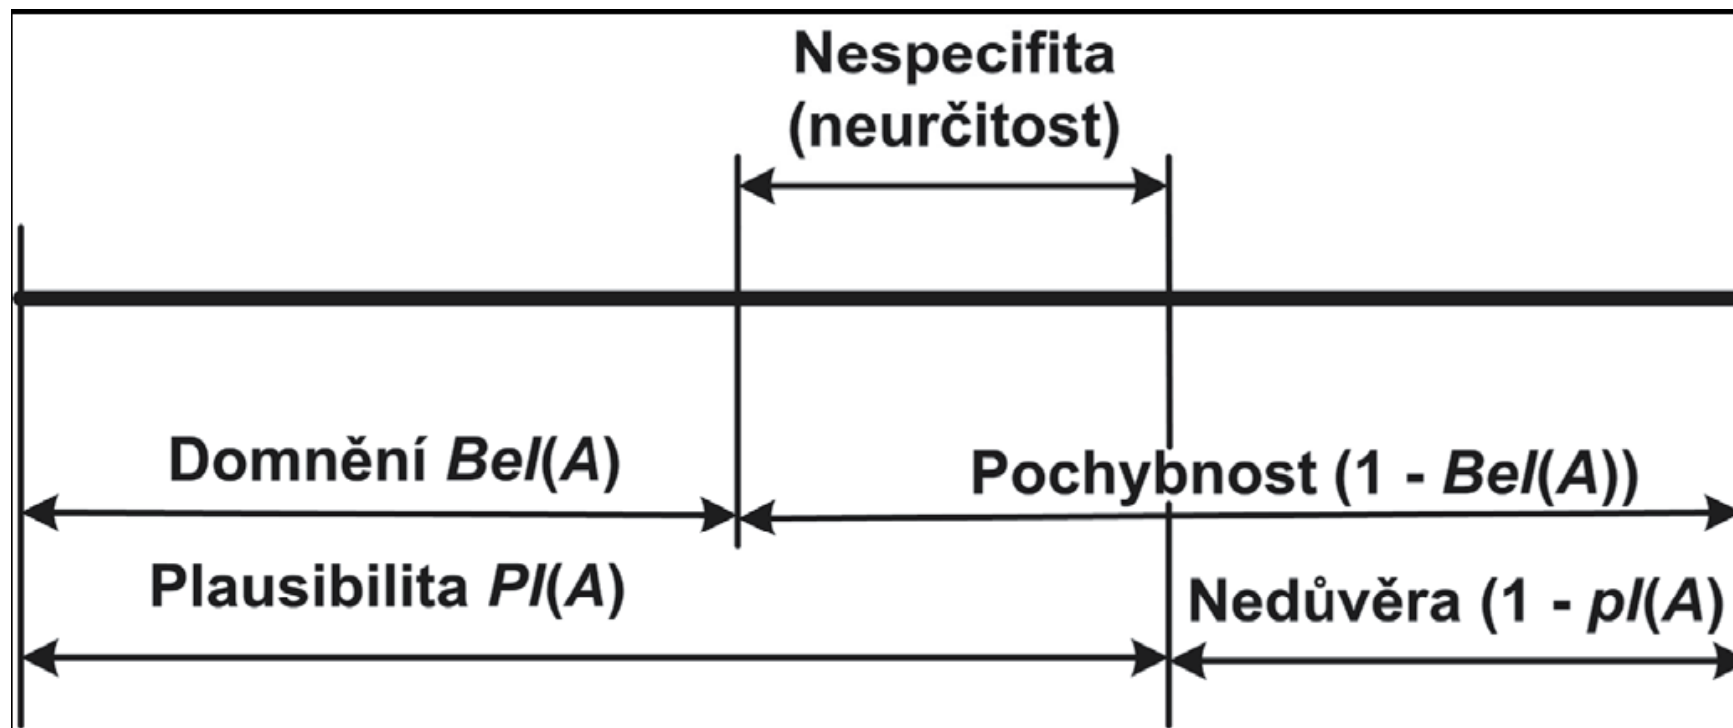 Nespecifita
(neurčitost)
Domnění Bel(A)
Pochybnost (1 - Bel(A))
Plausibilita Pl(A)
Nedůvěra (1 - pl(A)